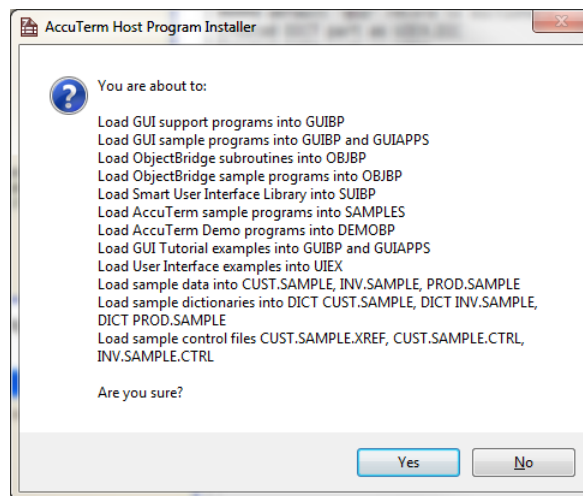 AccuTerm Host Program Installer
You are about to:
Load GUI support programs into GUIBP
Load GUI sample programs into GUIBP and GUIAPPS
Load ObjectBridge subroutines into OBJBP
Load ObjectBridge sample programs into OBJBP
Load Smart User Interface Library into SUIBP
Load AccuTerm sample programs into SAMPLES
Load AccuTerm Demo programs into DEMOBP
Load GUI Tutorial examples into GUIBP and GUIAPPS
Load User Interface examples into UIEX
Load sample data into CUST.SAMPLE, INV.SAMPLE, PROD.SAMPLE
Load sample dictionaries into DICT CUST.SAMPLE, DICT INV.SAMPLE,
DICT PROD.SAMPLE
Load sample control files CUST.SAMPLE.XREF, CUST.SAMPLE.CTRL,
INV.SAMPLE.CTRL
Are you sure?
Yes
No